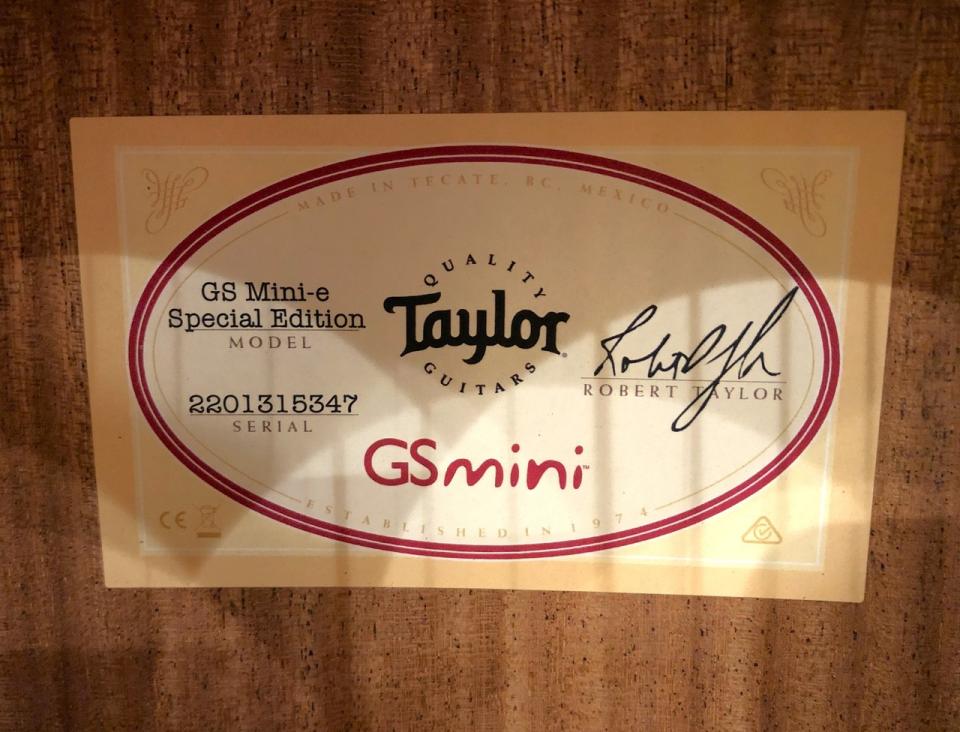 MADE IN TECATE, BC, MEXICO
GS Mini-e
Special Edition
MODEL
2201315347
SERIAL
QUALITY
Taylor
GUITARS
ROBERT TAYLOR
GSmini™
ESTABLISHED IN 1974
CE